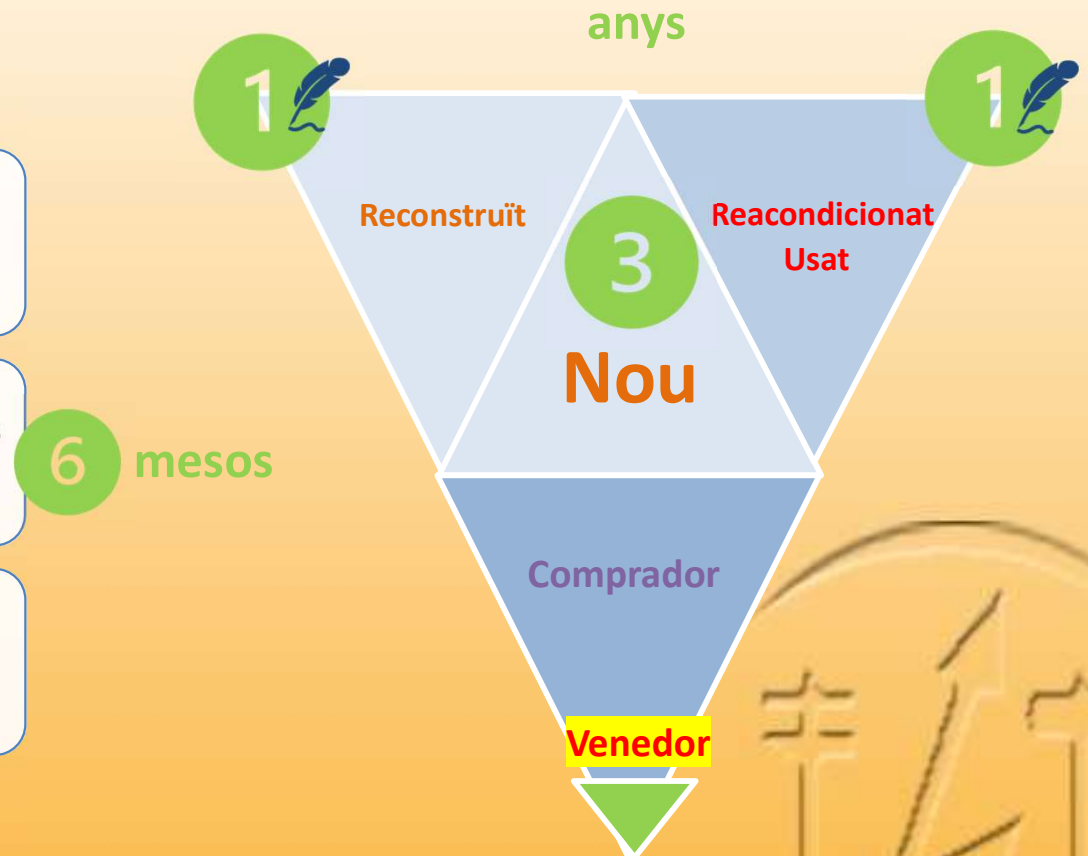 anys
1
1
Reconstruït
Reacondicionat
Usat
3
Nou
6
mesos
Comprador
Venedor